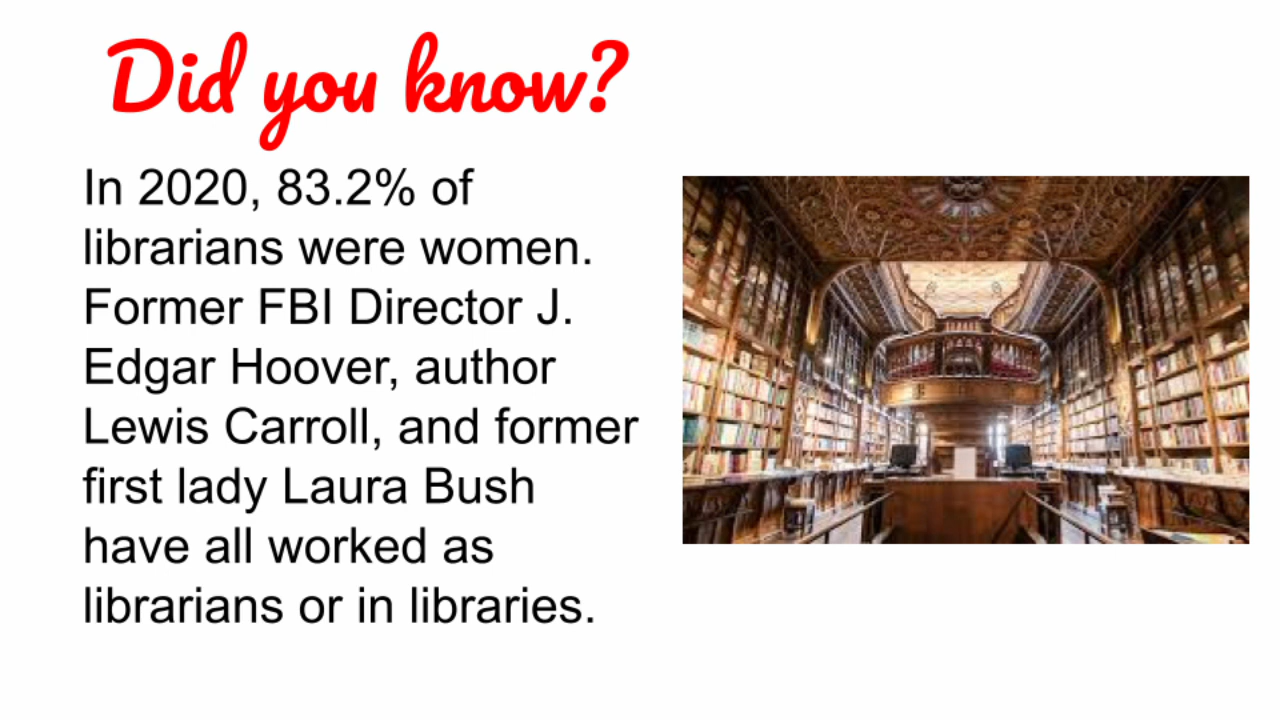 Did you know?
In 2020, 83.2% of
librarians were women.
Former FBI Director J.
Edgar Hoover, author
Lewis Carroll, and former
first lady Laura Bush
have all worked as
librarians or in libraries.